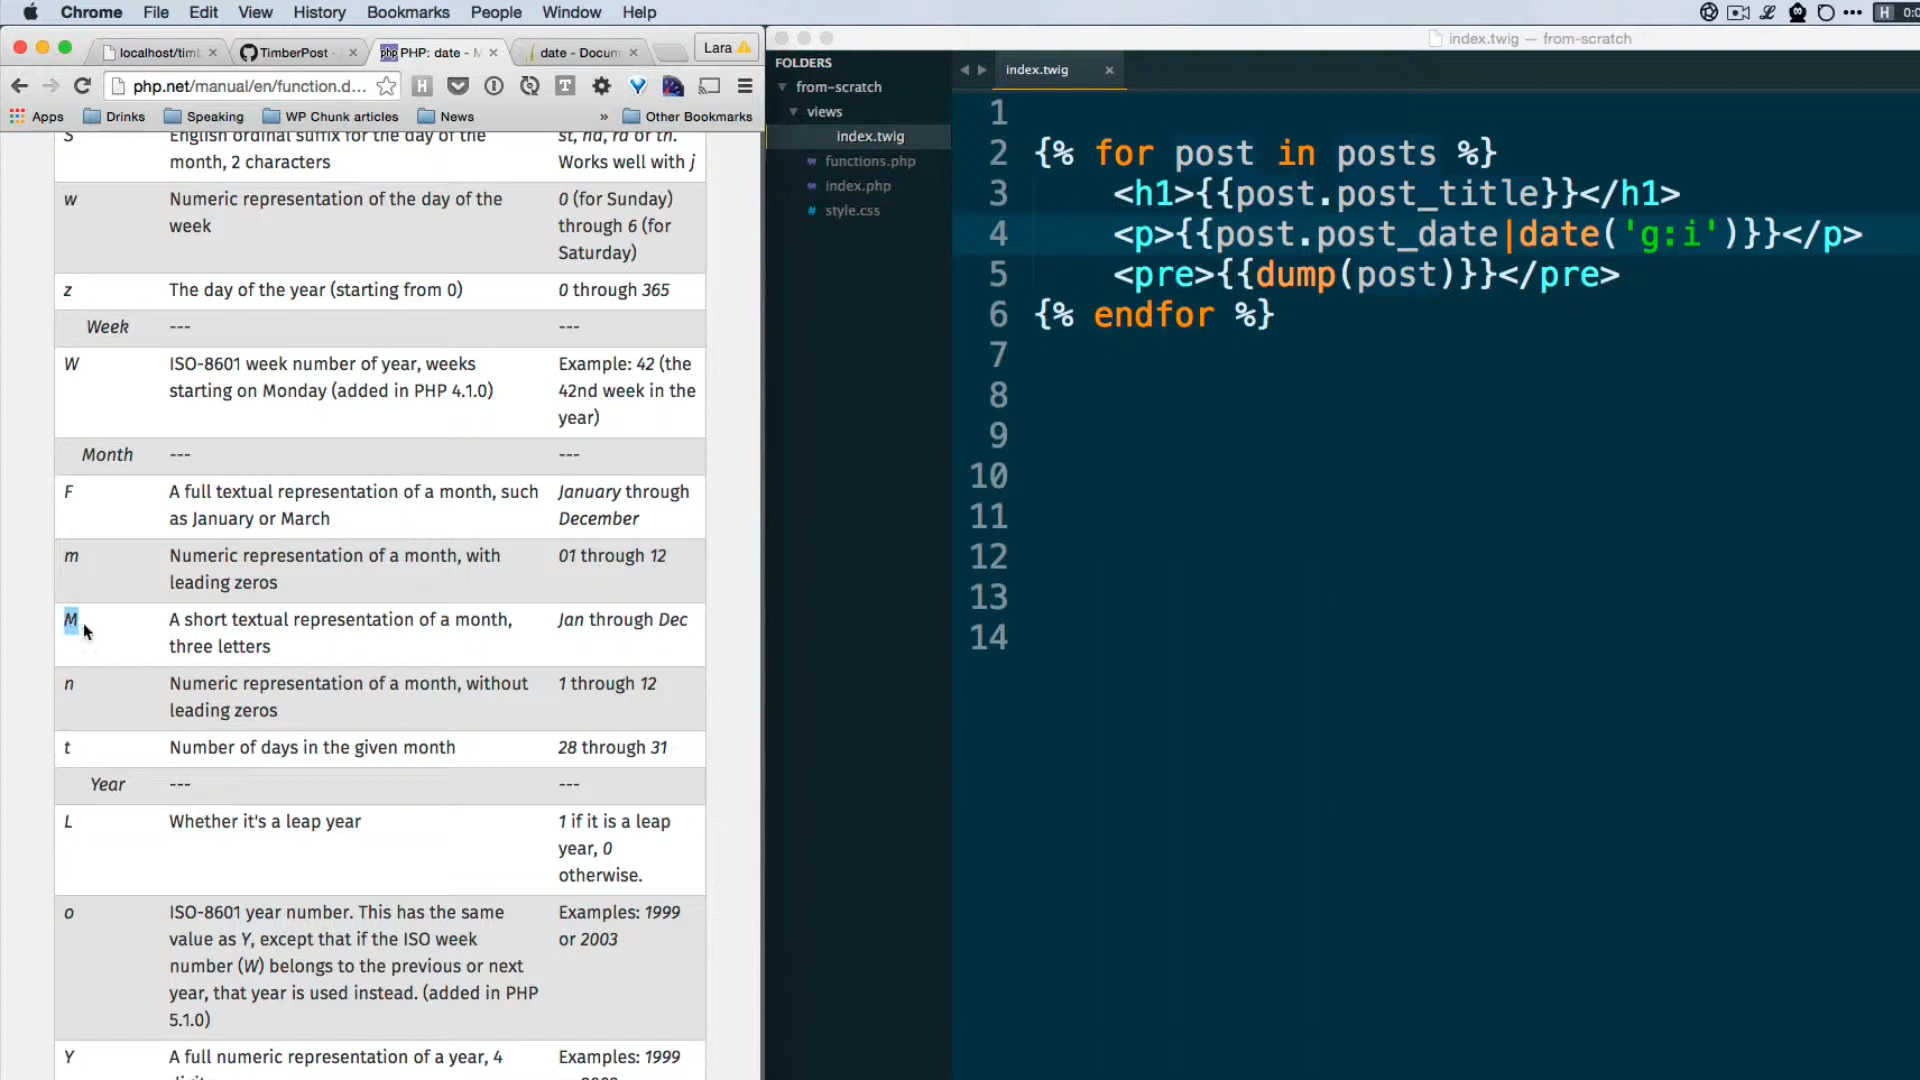 Chrome File Edit View History Bookmarks People Window Help
localhost/timb
TimberPost
PHP: date - M
date - Docum
Lara
php.net/manual/en/function.d...
Apps Drinks Speaking WP Chunk articles News » Other Bookmarks
S English ordinal suffix for the day of the st, nd, rd or th.
month, 2 characters Works well with j
w Numeric representation of the day of the 0 (for Sunday)
week through 6 (for
Saturday)
z The day of the year (starting from 0) 0 through 365
Week --- ---
W ISO-8601 week number of year, weeks Example: 42 (the
starting on Monday (added in PHP 4.1.0) 42nd week in the
year)
Month --- ---
F A full textual representation of a month, such January through
as January or March December
m Numeric representation of a month, with 01 through 12
leading zeros
M A short textual representation of a month, Jan through Dec
three letters
n Numeric representation of a month, without 1 through 12
leading zeros
t Number of days in the given month 28 through 31
Year --- ---
L Whether it's a leap year 1 if it is a leap
year, 0
otherwise.
o ISO-8601 year number. This has the same Examples: 1999
value as Y, except that if the ISO week or 2003
number (W) belongs to the previous or next
year, that year is used instead. (added in PHP
5.1.0)
Y A full numeric representation of a year, 4 Examples: 1999
index.twig — from-scratch
FOLDERS
from-scratch
views
index.twig
functions.php
index.php
style.css
index.twig
1
2 {% for post in posts %}
3 <h1>{{post.post_title}}</h1>
4 <p>{{post.post_date|date('g:i')}}</p>
5 <pre>{{dump(post)}}</pre>
6 {% endfor %}
7
8
9
10
11
12
13
14